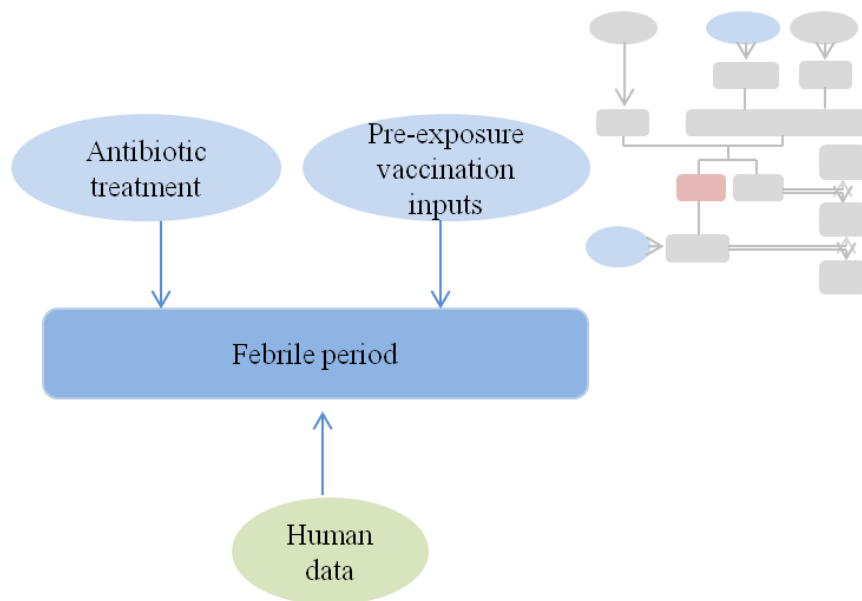 Antibiotic
treatment
Pre-exposure
vaccination
inputs
Febrile period
Human
data